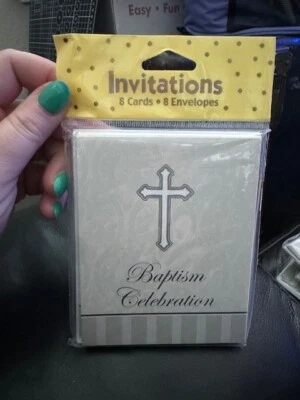 Easy • Fun
Invitations
8 Cards • 8 Envelopes
Baptism
Celebration